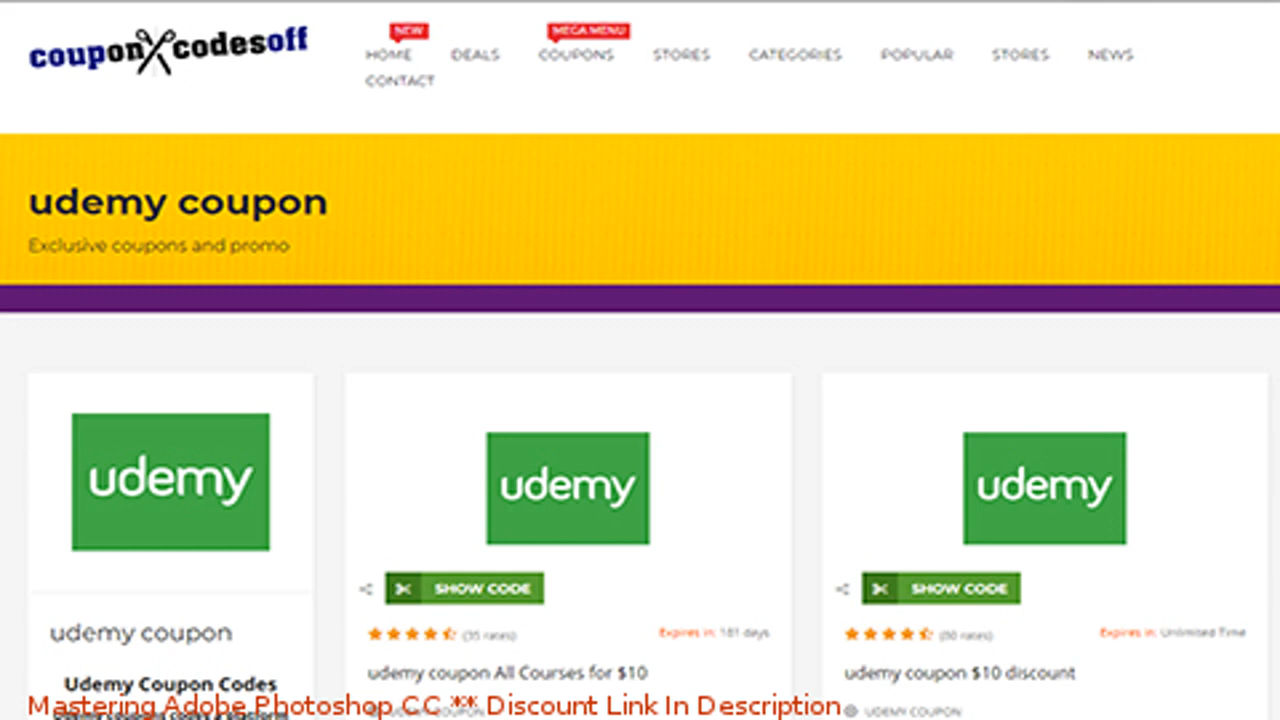 couponXcodesoff
NEW
MEGA MENU
HOME DEALS COUPONS STORES CATEGORIES POPULAR STORES NEWS
CONTACT
udemy coupon
Exclusive coupons and promo
udemy
udemy
udemy
SHOW CODE
SHOW CODE
(35 rates) Expires in: 181 days
Expires in: Unlimited Time
udemy coupon
udemy coupon All Courses for $10
udemy coupon $10 discount
Udemy Coupon Codes
Mastering Adobe Photoshop CC ** Discount Link In Description
UDEMY COUPON